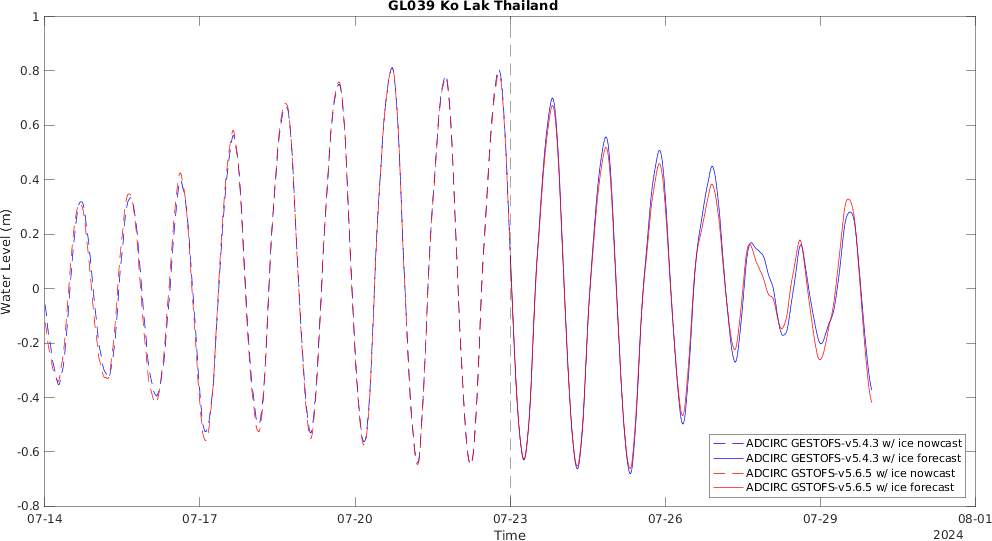 GL039 Ko Lak Thailand
1
0.8
0.6
0.4
0.2
0
-0.2
-0.4
-0.6
-0.8
Water Level (m)
07-14 07-17 07-20 07-23 07-26 07-29 08-01
Time
2024
ADCIRC GESTOFS-v5.4.3 w/ ice nowcast
ADCIRC GESTOFS-v5.4.3 w/ ice forecast
ADCIRC GSTOFS-v5.6.5 w/ ice nowcast
ADCIRC GSTOFS-v5.6.5 w/ ice forecast